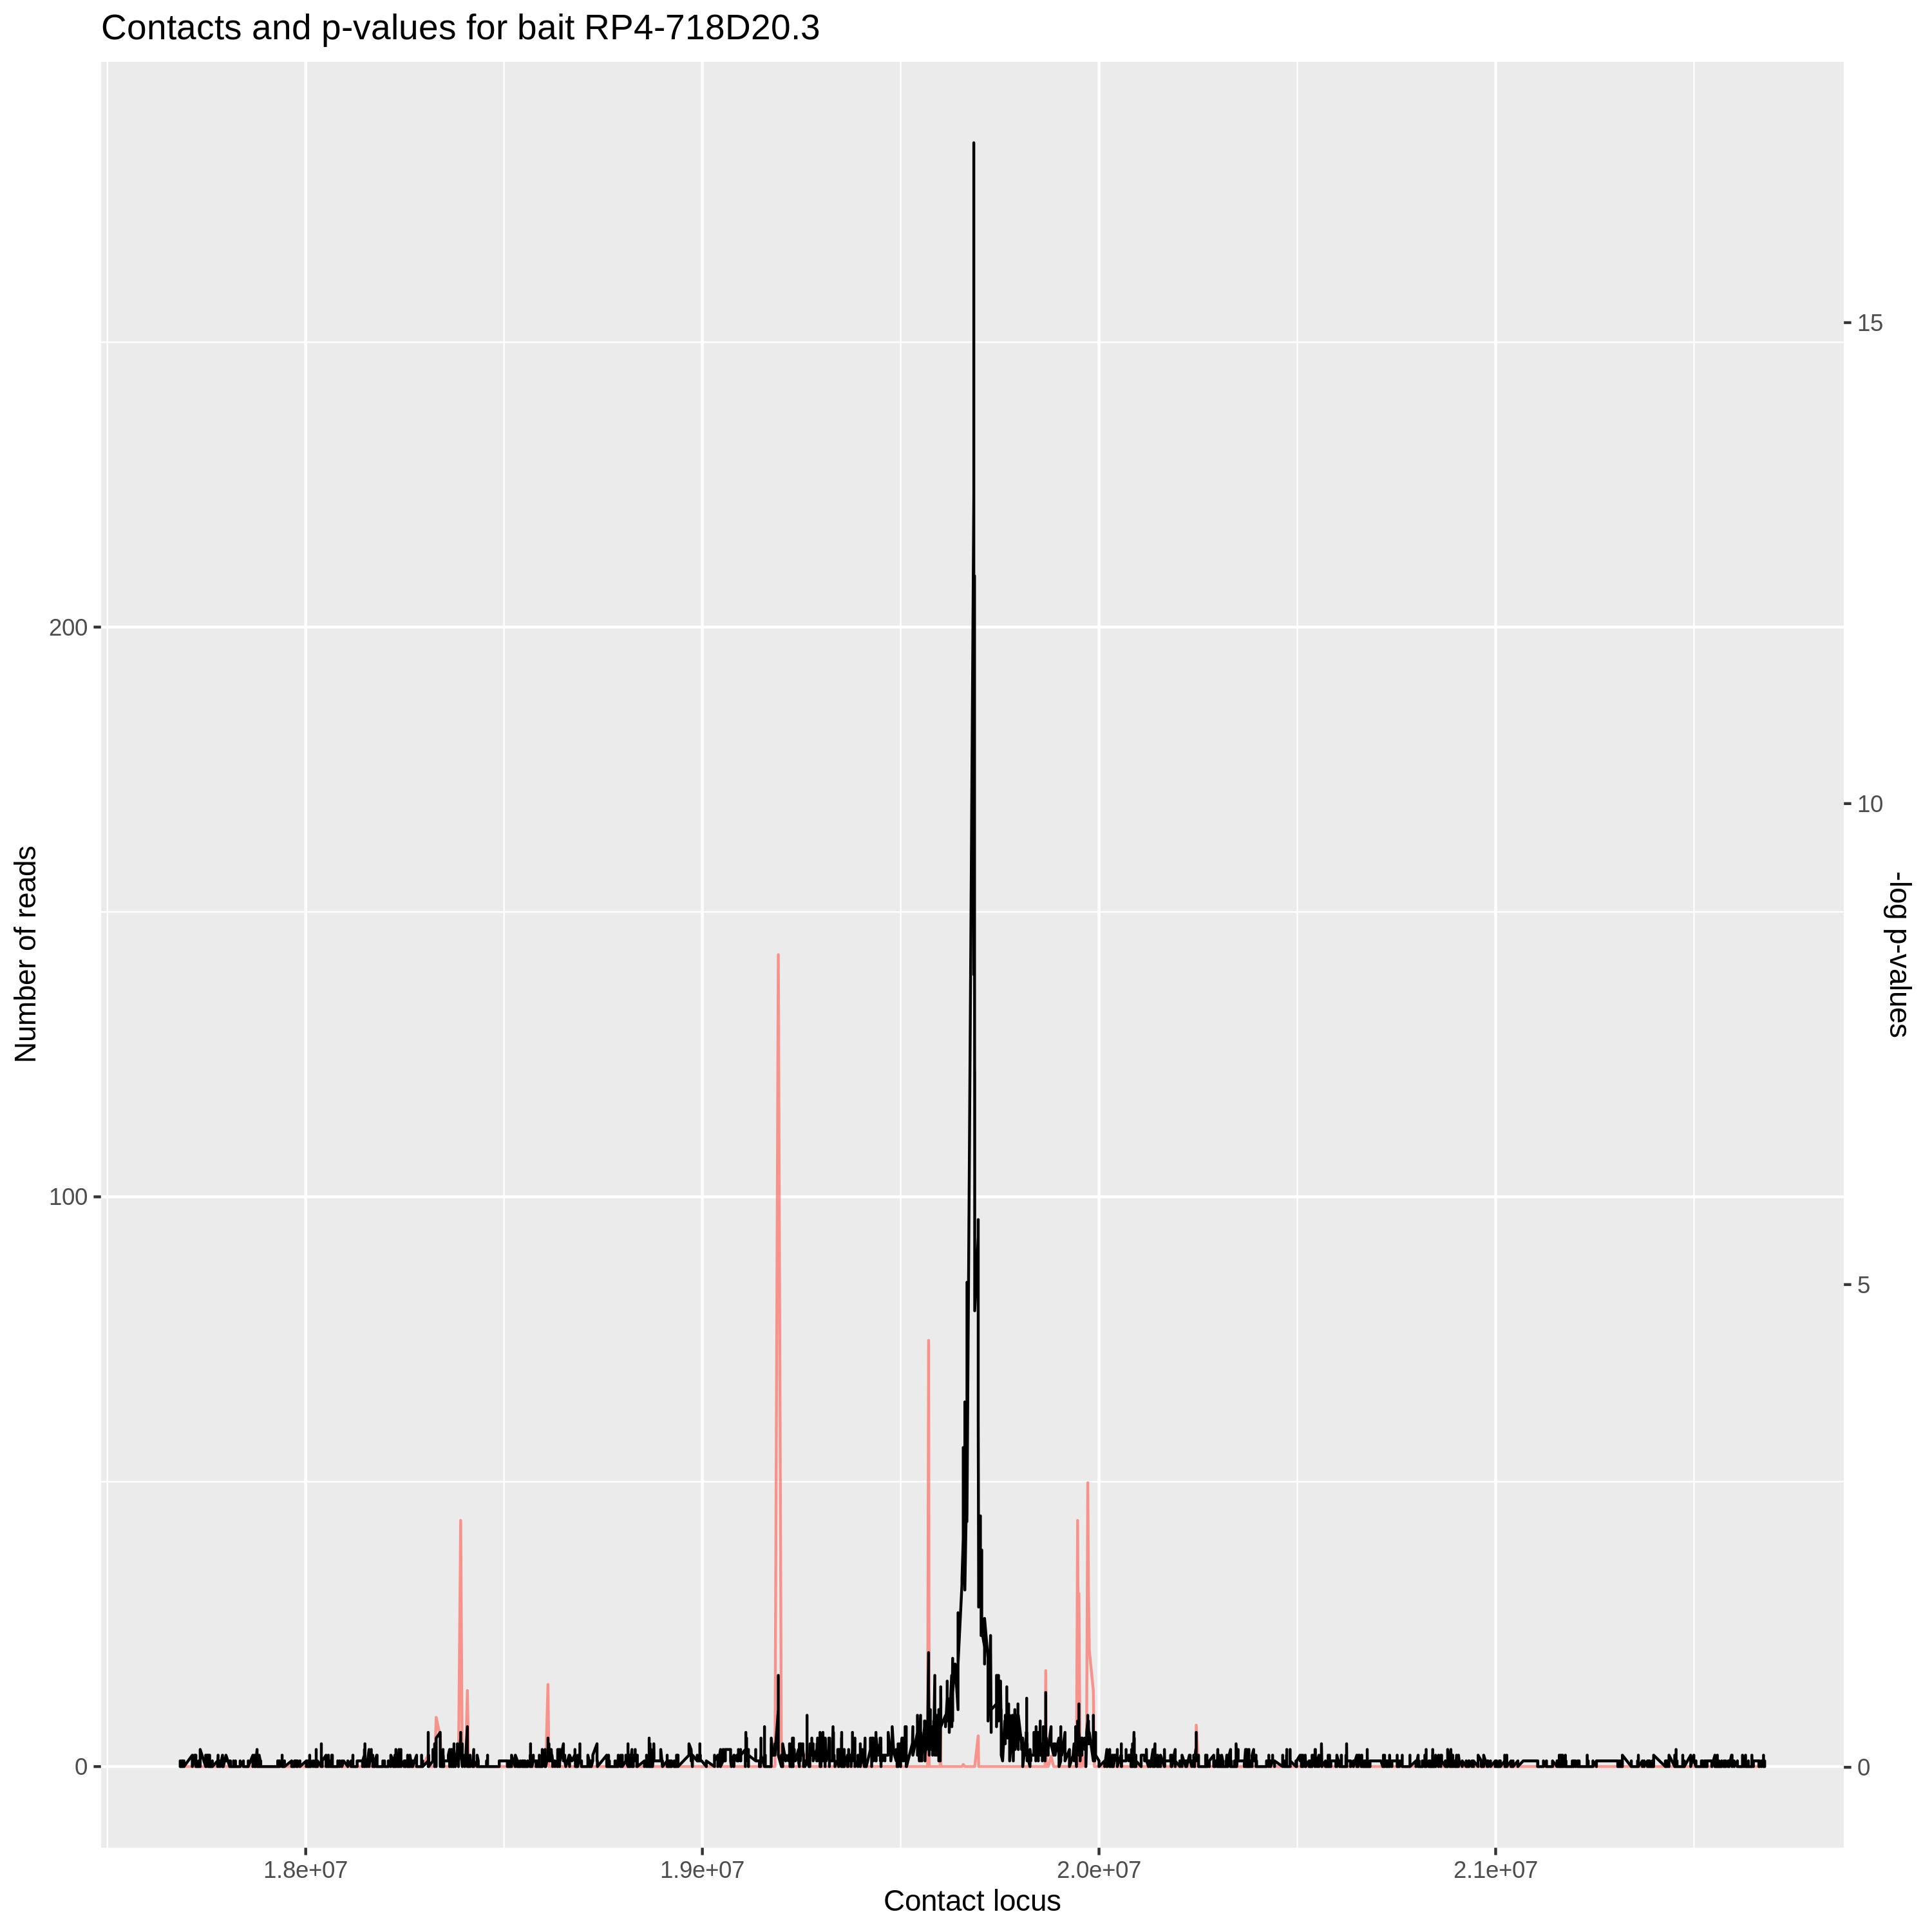 Contacts and p-values for bait RP4-718D20.3
Number of reads
200
100
0
15
10
5
0
-log p-values
1.8e+07
1.9e+07
2.0e+07
2.1e+07
Contact locus